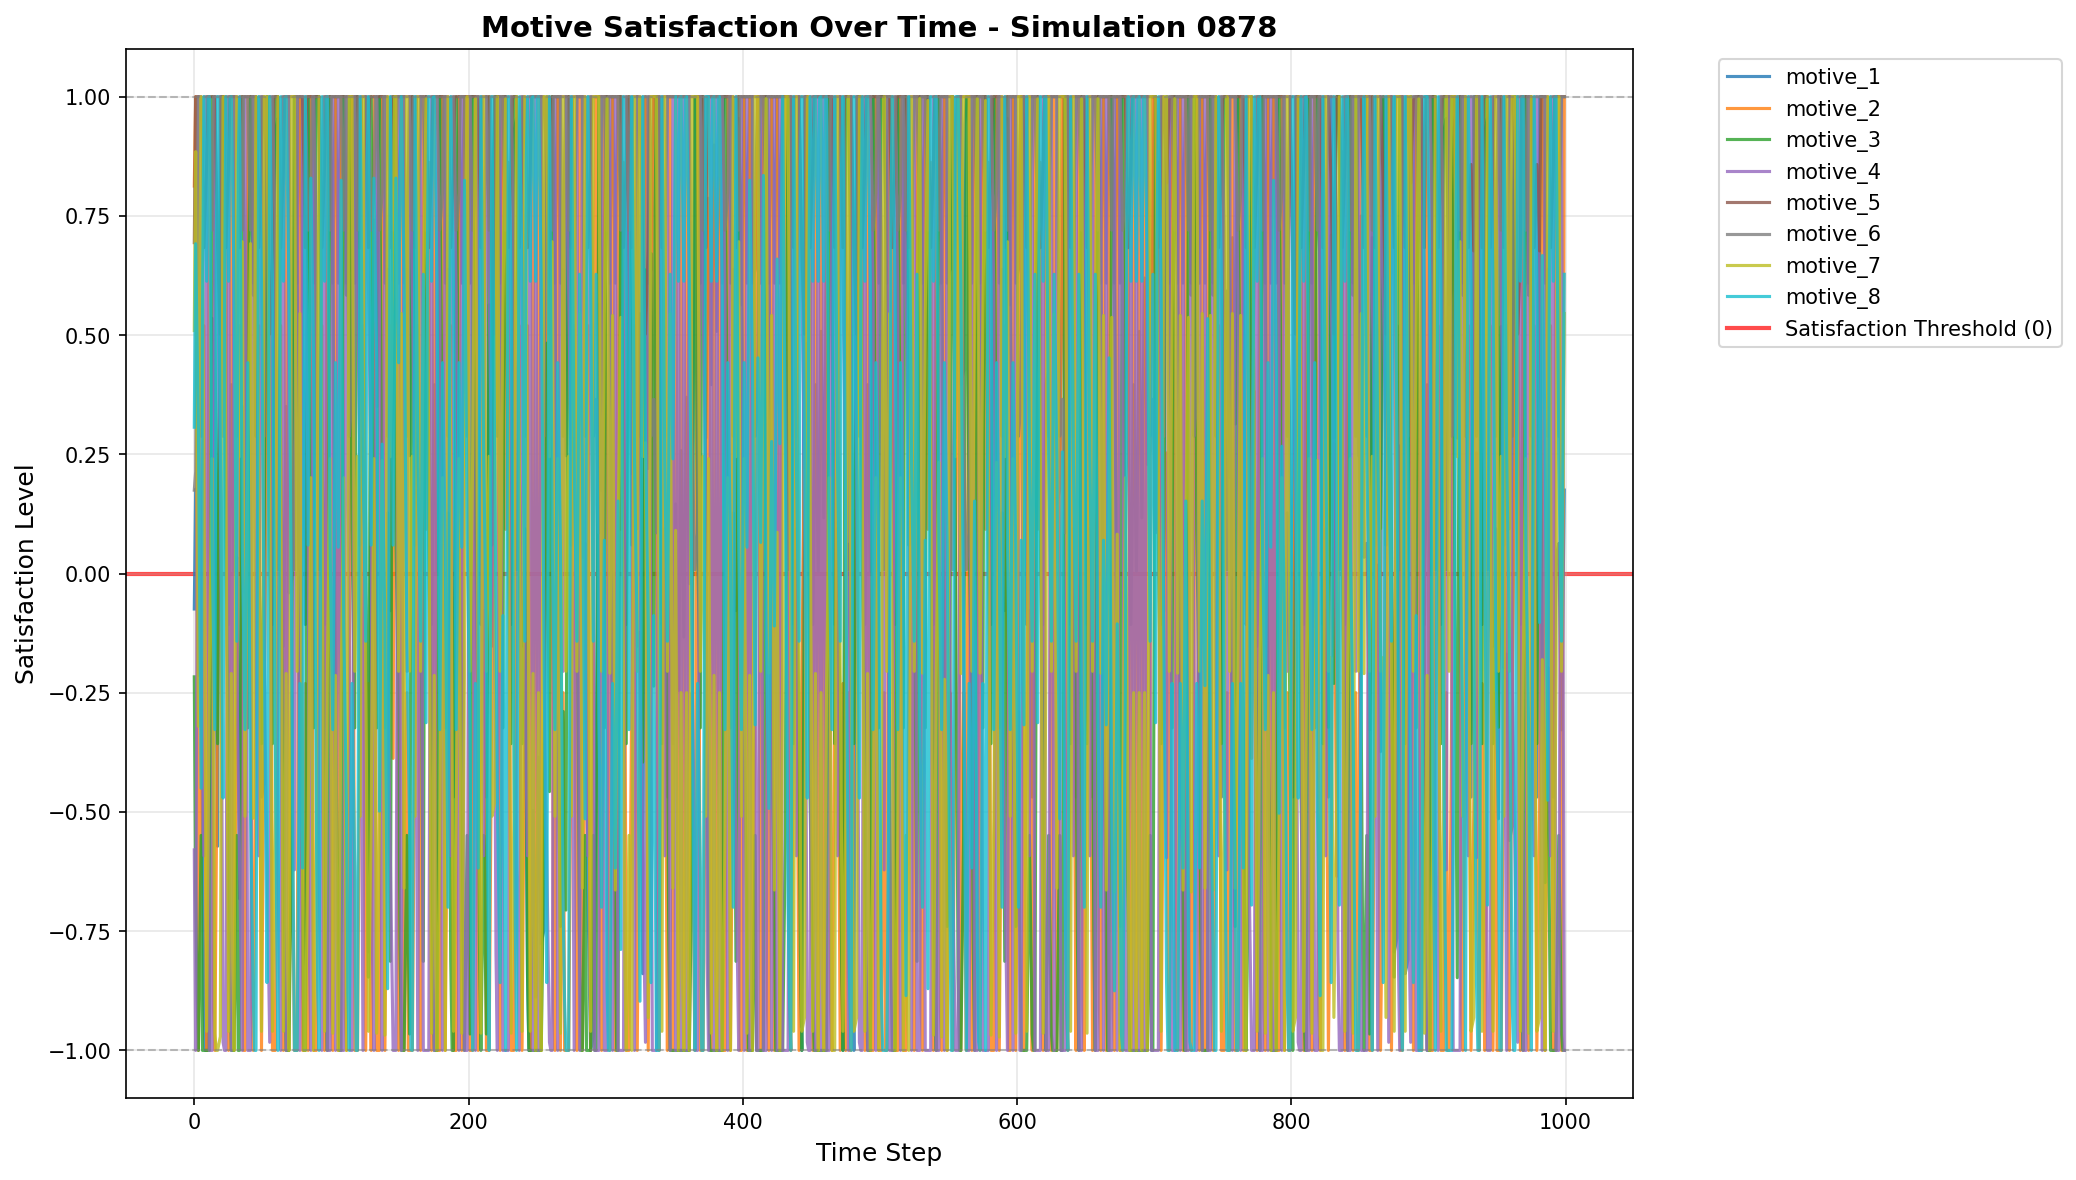 Motive Satisfaction Over Time - Simulation 0878
1.00
0.75
0.50
0.25
0.00
−0.25
−0.50
−0.75
−1.00
Satisfaction Level
0
200
400
600
800
1000
Time Step
motive_1
motive_2
motive_3
motive_4
motive_5
motive_6
motive_7
motive_8
Satisfaction Threshold (0)